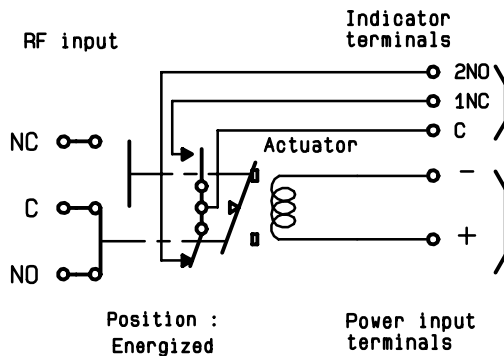 RF input
Indicator
terminals
2NO
1NC
C
Actuator
NC
C
NO
-
+
Position :
Energized
Power input
terminals